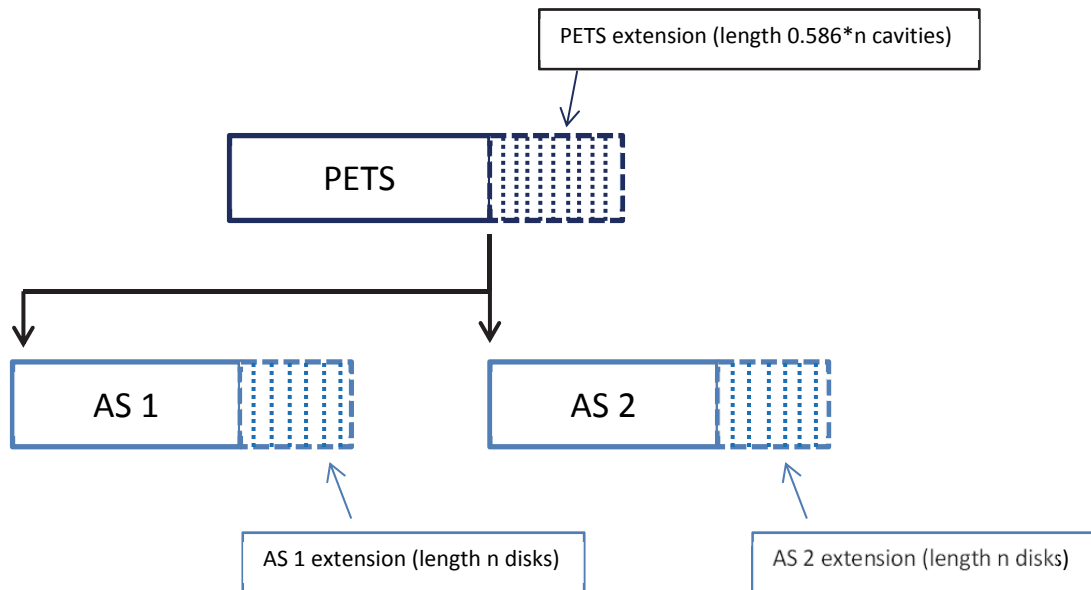 PETS extension (length 0.586*n cavities)
PETS
AS 1
AS 2
AS 1 extension (length n disks)
AS 2 extension (length n disks)